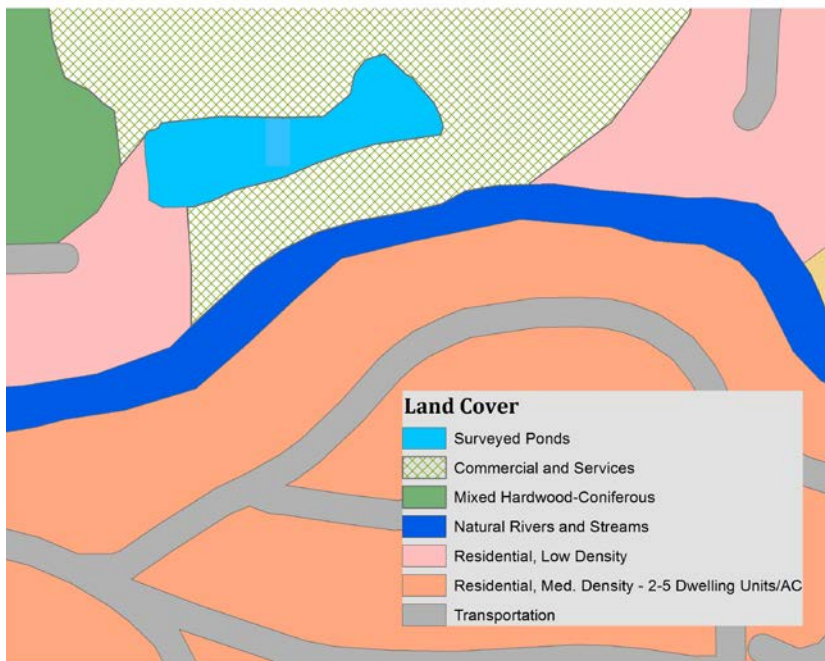 Land Cover
Surveyed Ponds
Commercial and Services
Mixed Hardwood-Coniferous
Natural Rivers and Streams
Residential, Low Density
Residential, Med. Density - 2-5 Dwelling Units/AC
Transportation